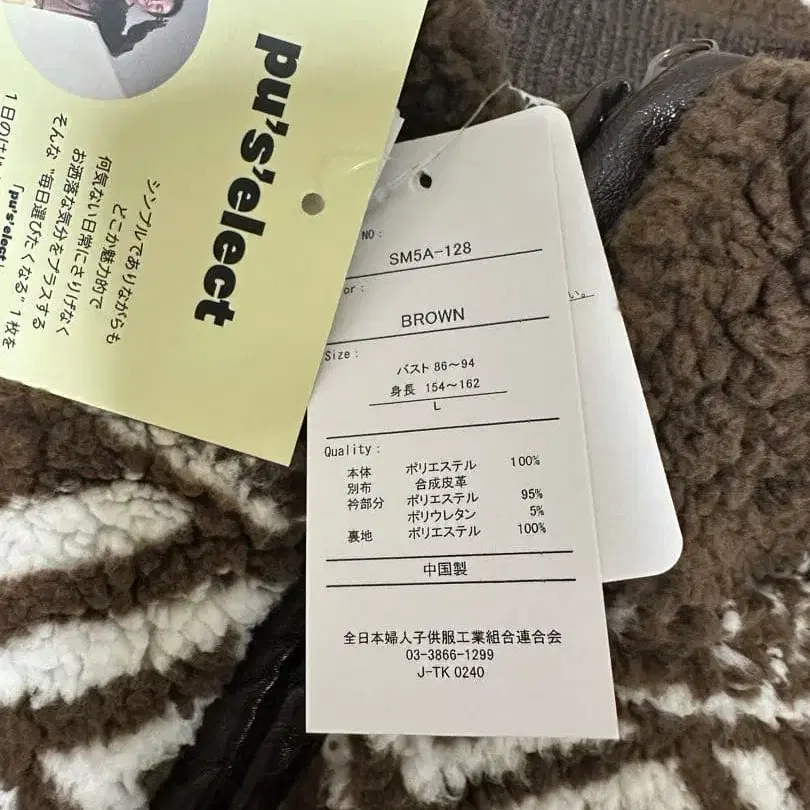 pu's'elect
シンプルでありながらも
どこか魅力的で
何気ない日常にさりげなく
お洒落な気分をプラスする
そんな "毎日選びたくなる" 1枚を
「pu's'elect
1日の
NO:
SM5A-128
or:
BROWN
Size:
バスト 86～94
身長 154～162
L
Quality:
本体 ポリエステル 100%
別布 合成皮革
衿部分 ポリエステル 95%
ポリウレタン 5%
裏地 ポリエステル 100%
中国製
全日本婦人子供服工業組合連合会
03-3866-1299
J-TK 0240
い。